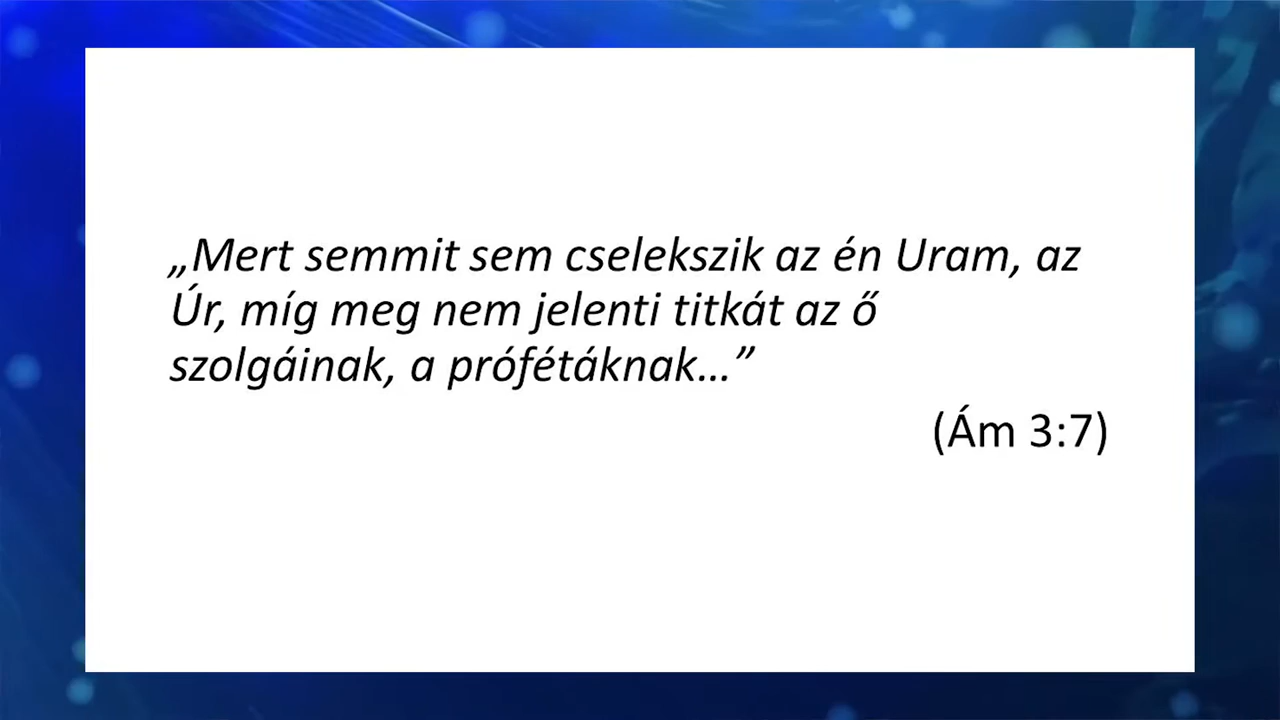 „Mert semmit sem cselekszik az én Uram, az
Úr, míg meg nem jelenti titkát az ő
szolgáinak, a prófétáknak…”
(Ám 3:7)